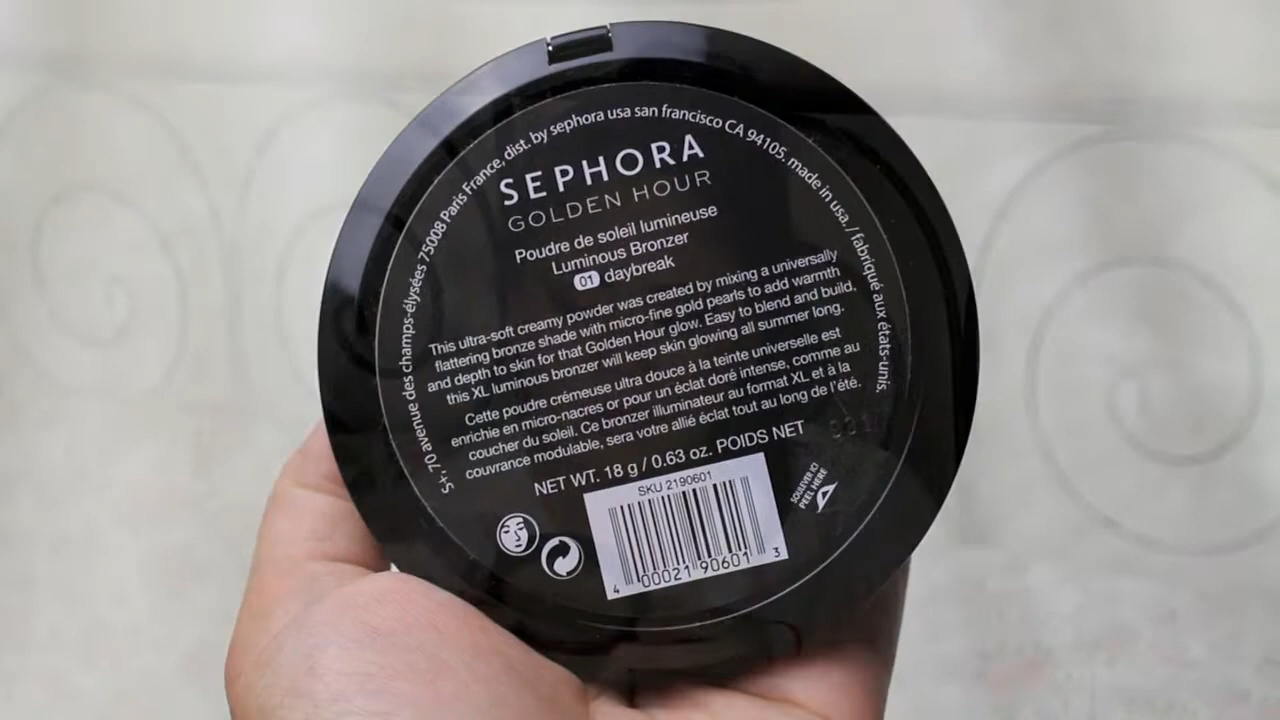 S+, 70 avenue des champs-élysées 75008 Paris France, dist. by sephora usa san francisco CA 94105. made in usa. / fabriqué aux états-unis.
SEPHORA
GOLDEN HOUR
Poudre de soleil lumineuse
Luminous Bronzer
01 daybreak
This ultra-soft creamy powder was created by mixing a universally
flattering bronze shade with micro-fine gold pearls to add warmth
and depth to skin for that Golden Hour glow. Easy to blend and build,
this XL luminous bronzer will keep skin glowing all summer long.
Cette poudre crémeuse ultra douce à la teinte universelle est
enrichie en micro-nacres or pour un éclat doré intense, comme au
coucher du soleil. Ce bronzer illuminateur au format XL et à la
couvrance modulable, sera votre allié éclat tout au long de l'été.
NET WT. 18 g / 0.63 oz. POIDS NET
SKU 2190601
4 00021 90601 3
SOULEVER ICI
PEEL HERE